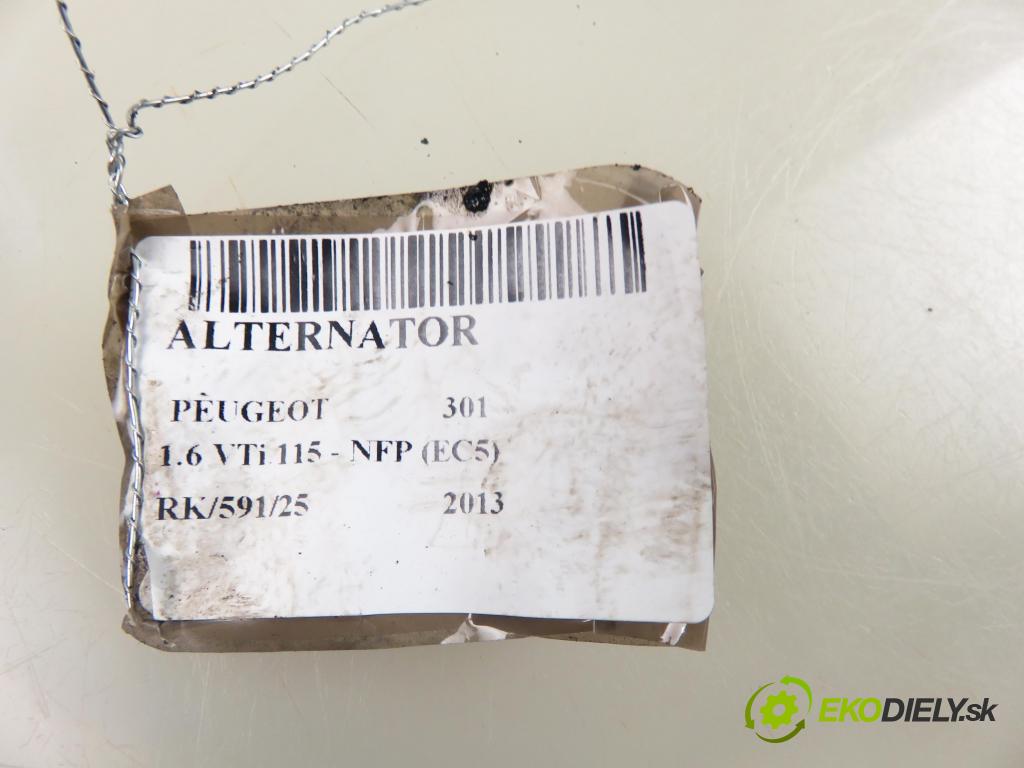 ALTERNATOR
PEUGEOT 301
1.6 VTi 115 - NFP (EC5)
RK/591/25 2013
EKODIELY.sk